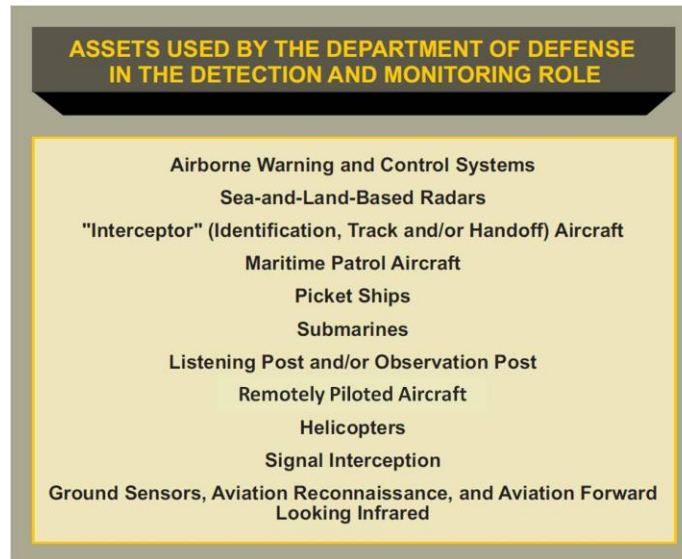 ASSETS USED BY THE DEPARTMENT OF DEFENSE
IN THE DETECTION AND MONITORING ROLE
Airborne Warning and Control Systems
Sea-and-Land-Based Radars
"Interceptor" (Identification, Track and/or Handoff) Aircraft
Maritime Patrol Aircraft
Picket Ships
Submarines
Listening Post and/or Observation Post
Remotely Piloted Aircraft
Helicopters
Signal Interception
Ground Sensors, Aviation Reconnaissance, and Aviation Forward
Looking Infrared